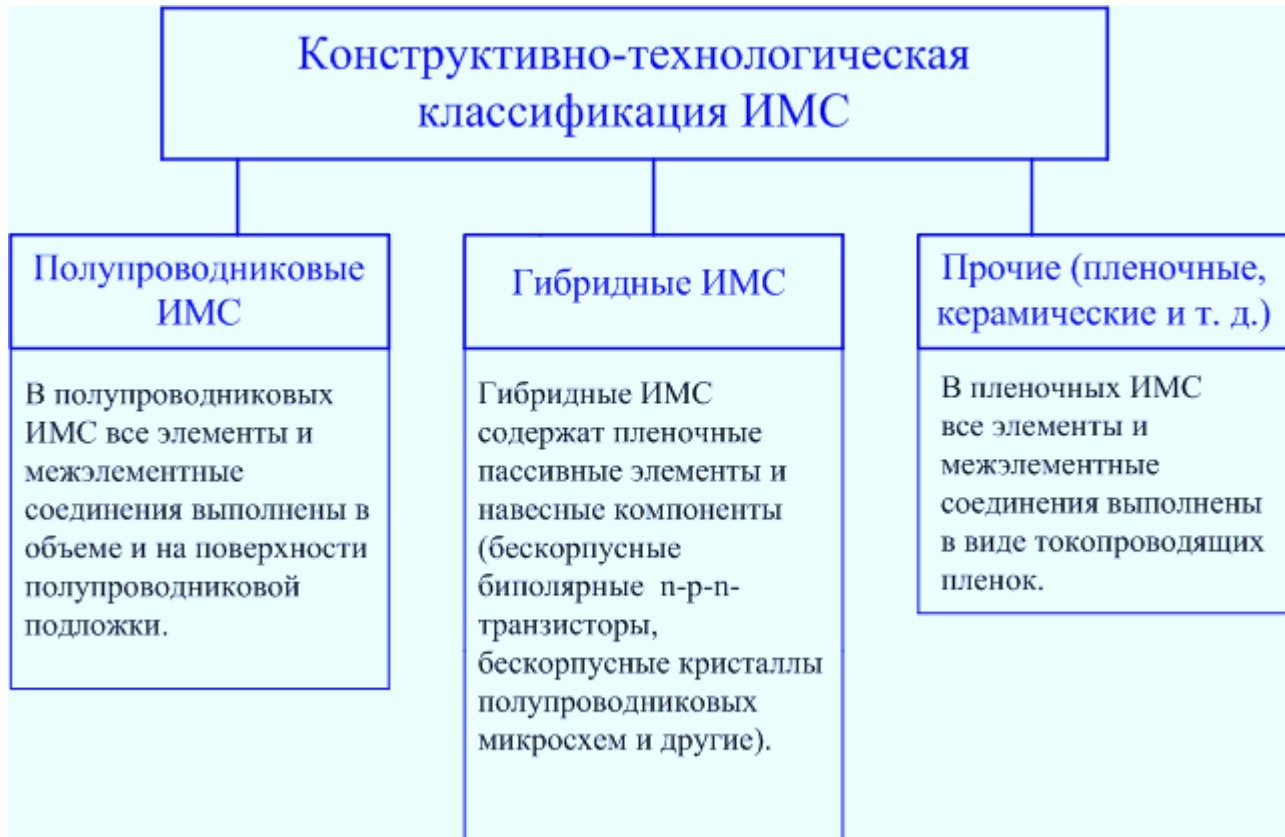 Конструктивно-технологическая
классификация ИМС
Полупроводниковые
ИМС
В полупроводниковых
ИМС все элементы и
межэлементные
соединения выполнены в
объеме и на поверхности
полупроводниковой
подложки.
Гибридные ИМС
Гибридные ИМС
содержат пленочные
пассивные элементы и
навесные компоненты
(бескорпусные
биполярные n-p-n-
транзисторы,
бескорпусные кристаллы
полупроводниковых
микросхем и другие).
Прочие (пленочные,
керамические и т. д.)
В пленочных ИМС
все элементы и
межэлементные
соединения выполнены
в виде токопроводящих
пленок.